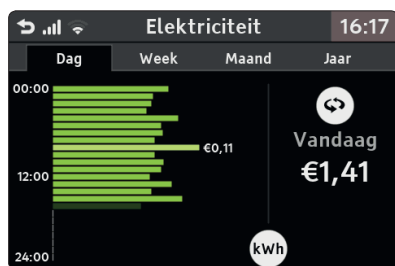 Elektriciteit 16:17
Dag Week Maand Jaar
00:00
Vandaag
€0,11
€1,41
12:00
kWh
24:00